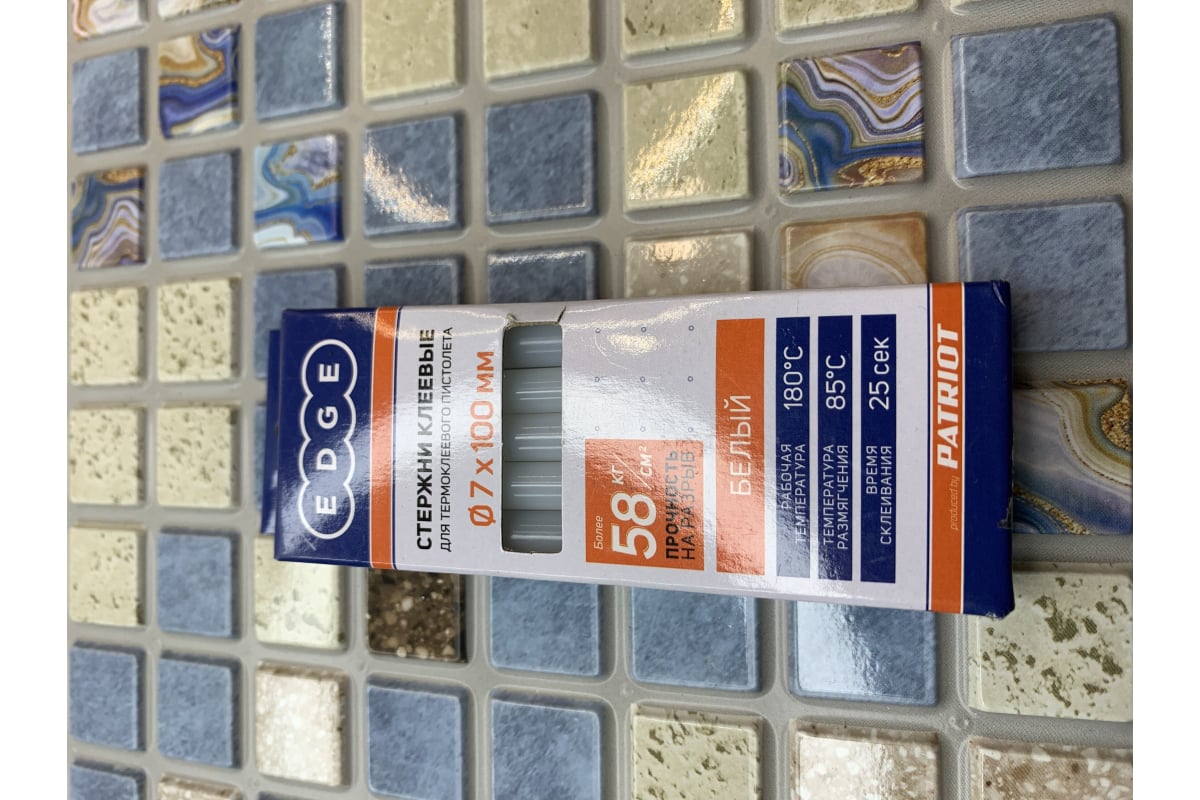 EDGE
СТЕРЖНИ КЛЕЕВЫЕ
ДЛЯ ТЕРМОКЛЕЕВОГО ПИСТОЛЕТА
Ø 7 x 100 мм
Более
58 КГ/СМ²
ПРОЧНОСТЬ
НА РАЗРЫВ
БЕЛЫЙ
РАБОЧАЯ
ТЕМПЕРАТУРА
180°C
ТЕМПЕРАТУРА
РАЗМЯГЧЕНИЯ
85°C
ВРЕМЯ
СКЛЕИВАНИЯ
25 сек
produced by PATRIOT